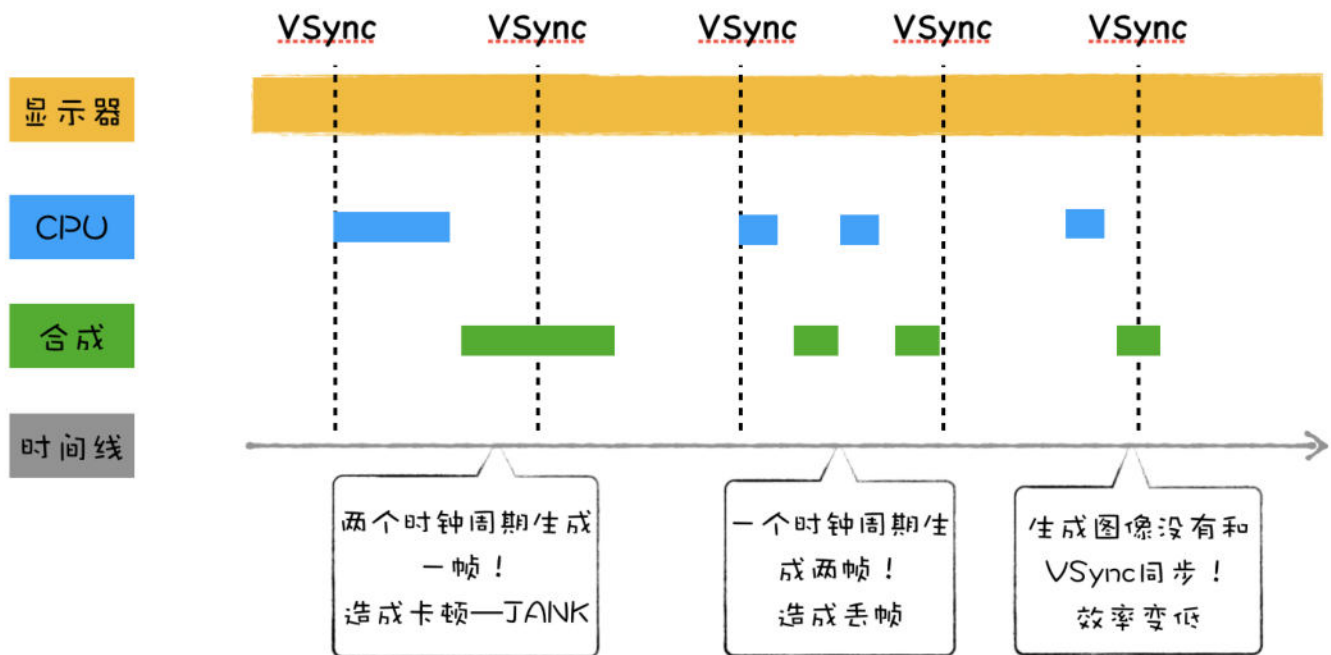 VSync VSync VSync VSync VSync
显示器
CPU
合成
时间线
两个时钟周期生成
一帧！
造成卡顿—JANK
一个时钟周期生
成两帧！
造成丢帧
生成图像没有和
VSync同步！
效率变低